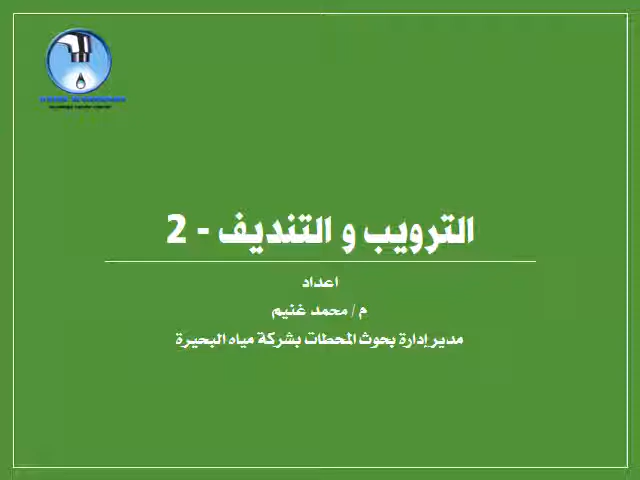 الترويب و التنديف - 2
اعداد
م / محمد غنيم
مدير إدارة بحوث المحطات بشركة مياه البحيرة